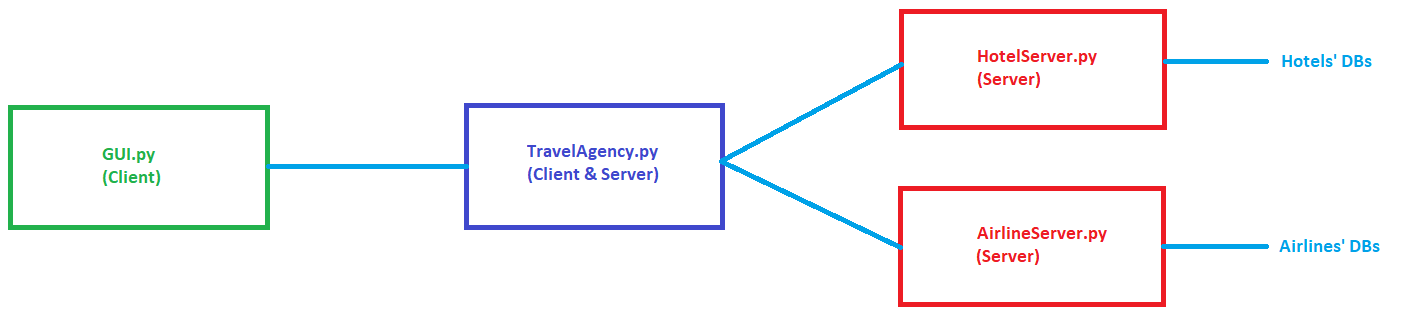 GUI.py
(Client)
TravelAgency.py
(Client & Server)
HotelServer.py
(Server)
Hotels' DBs
AirlineServer.py
(Server)
Airlines' DBs